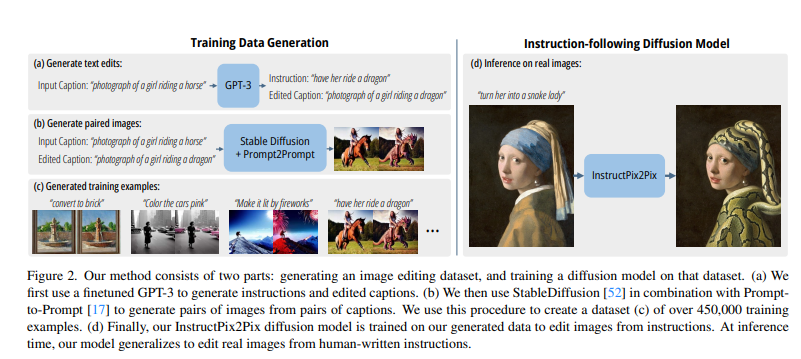 Training Data Generation
(a) Generate text edits:
Input Caption: "photograph of a girl riding a horse"
GPT-3
Instruction: "have her ride a dragon"
Edited Caption: "photograph of a girl riding a dragon"
(b) Generate paired images:
Input Caption: "photograph of a girl riding a horse"
Edited Caption: "photograph of a girl riding a dragon"
Stable Diffusion
+ Prompt2Prompt
(c) Generated training examples:
"convert to brick"
"Color the cars pink"
"Make it lit by fireworks"
"have her ride a dragon"
...
Instruction-following Diffusion Model
(d) Inference on real images:
"turn her into a snake lady"
InstructPix2Pix
Figure 2. Our method consists of two parts: generating an image editing dataset, and training a diffusion model on that dataset. (a) We
first use a finetuned GPT-3 to generate instructions and edited captions. (b) We then use StableDiffusion [52] in combination with Prompt-
to-Prompt [17] to generate pairs of images from pairs of captions. We use this procedure to create a dataset (c) of over 450,000 training
examples. (d) Finally, our InstructPix2Pix diffusion model is trained on our generated data to edit images from instructions. At inference
time, our model generalizes to edit real images from human-written instructions.